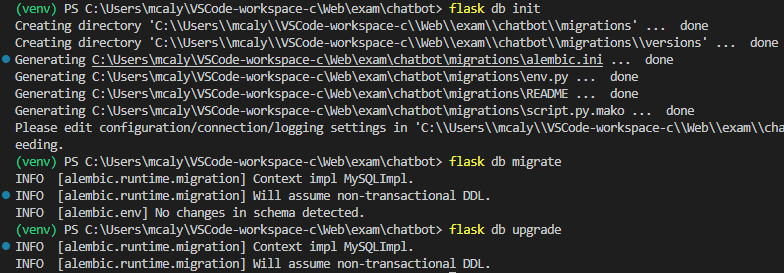 (venv) PS C:\Users\mcaly\VSCode-workspace-c\Web\exam\chatbot> flask db init
Creating directory 'C:\\Users\\mcaly\\VSCode-workspace-c\\Web\\exam\\chatbot\\migrations' ...  done
Creating directory 'C:\\Users\\mcaly\\VSCode-workspace-c\\Web\\exam\\chatbot\\migrations\\versions' ...  done
Generating C:\Users\mcaly\VSCode-workspace-c\Web\exam\chatbot\migrations\alembic.ini ...  done
Generating C:\Users\mcaly\VSCode-workspace-c\Web\exam\chatbot\migrations\env.py ...  done
Generating C:\Users\mcaly\VSCode-workspace-c\Web\exam\chatbot\migrations\README ...  done
Generating C:\Users\mcaly\VSCode-workspace-c\Web\exam\chatbot\migrations\script.py.mako ...  done
Please edit configuration/connection/logging settings in 'C:\\Users\\mcaly\\VSCode-workspace-c\\Web\\exam\\cha
eeding.
(venv) PS C:\Users\mcaly\VSCode-workspace-c\Web\exam\chatbot> flask db migrate
INFO  [alembic.runtime.migration] Context impl MySQLImpl.
INFO  [alembic.runtime.migration] Will assume non-transactional DDL.
INFO  [alembic.env] No changes in schema detected.
(venv) PS C:\Users\mcaly\VSCode-workspace-c\Web\exam\chatbot> flask db upgrade
INFO  [alembic.runtime.migration] Context impl MySQLImpl.
INFO  [alembic.runtime.migration] Will assume non-transactional DDL.